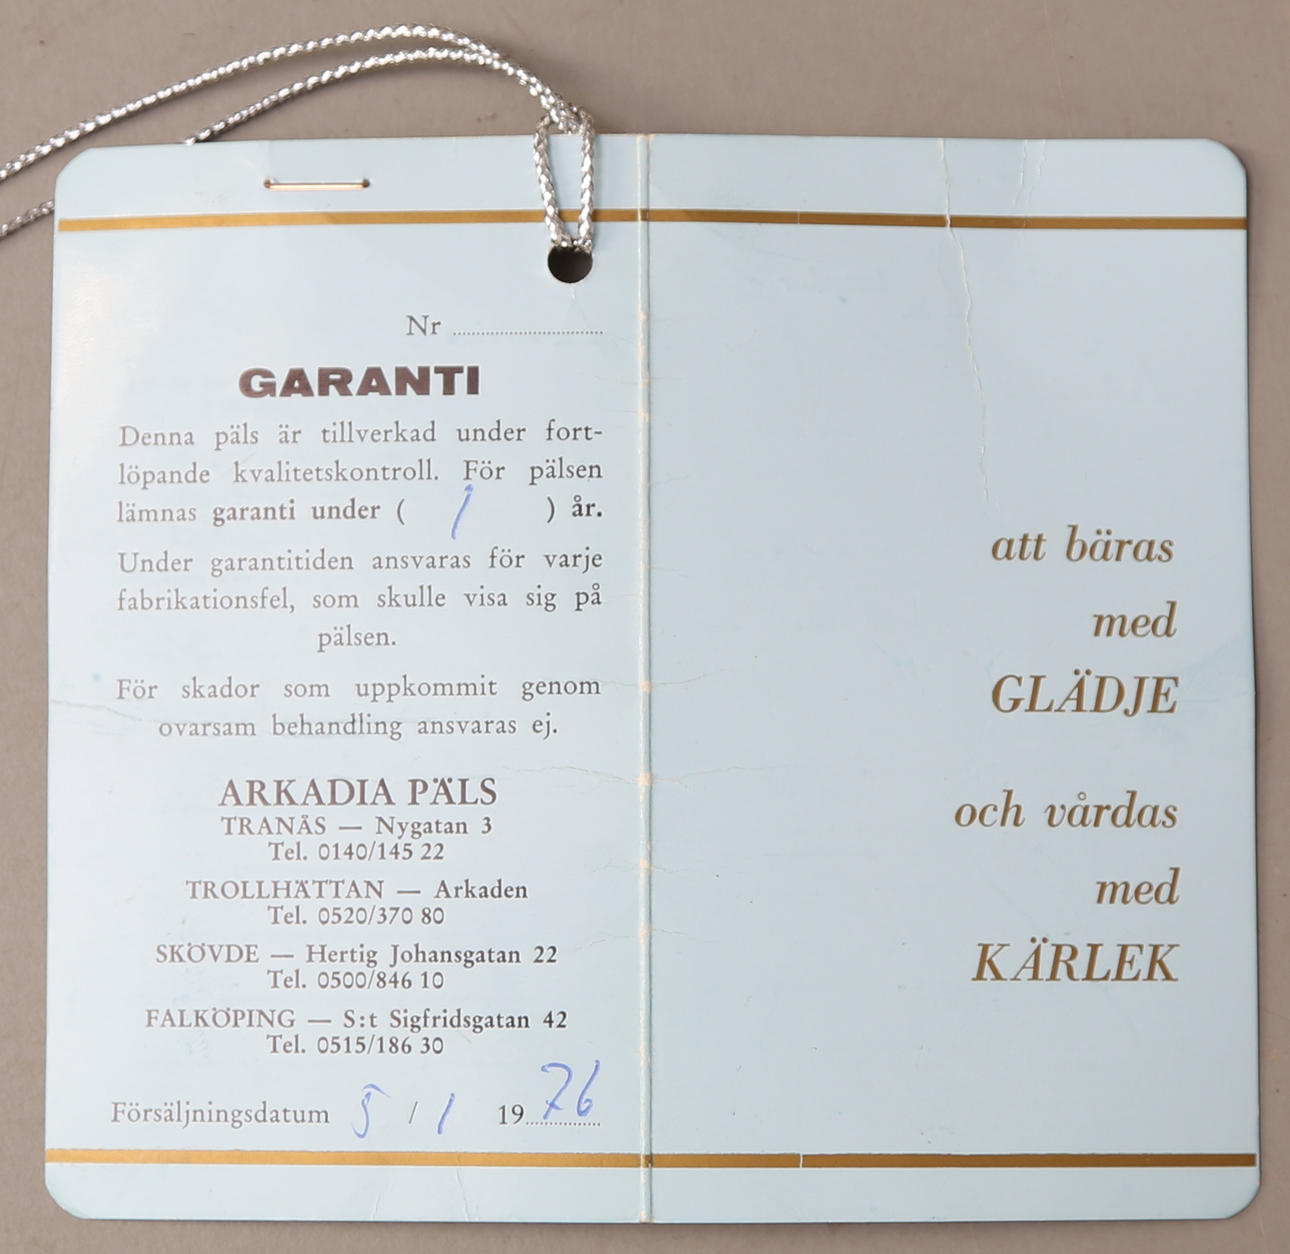 Nr ........................
GARANTI
Denna päls är tillverkad under fort-
löpande kvalitetskontroll. För pälsen
lämnas garanti under ( 1 ) år.
Under garantitiden ansvaras för varje
fabrikationsfel, som skulle visa sig på
pälsen.
För skador som uppkommit genom
ovarsam behandling ansvaras ej.
ARKADIA PÄLS
TRANÅS — Nygatan 3
Tel. 0140/145 22
TROLLHÄTTAN — Arkaden
Tel. 0520/370 80
SKÖVDE — Hertig Johansgatan 22
Tel. 0500/846 10
FALKÖPING — S:t Sigfridsgatan 42
Tel. 0515/186 30
Försäljningsdatum 5 / 1 1976
att bäras
med
GLÄDJE
och vårdas
med
KÄRLEK